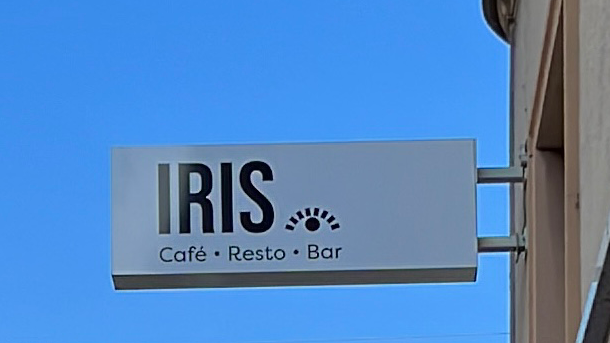 IRIS
Café • Resto • Bar